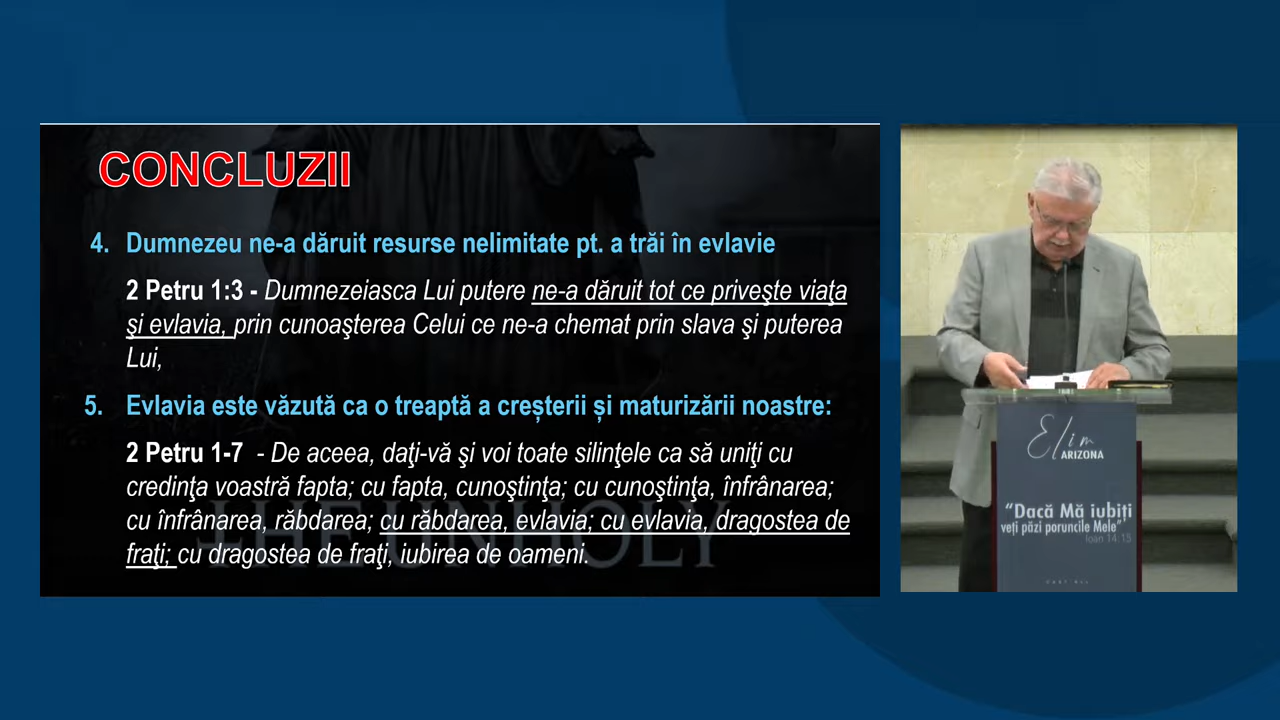 CONCLUZII
4. Dumnezeu ne-a dăruit resurse nelimitate pt. a trăi în evlavie
2 Petru 1:3 - Dumnezeiasca Lui putere ne-a dăruit tot ce priveşte viaţa
şi evlavia, prin cunoaşterea Celui ce ne-a chemat prin slava şi puterea
Lui,
5. Evlavia este văzută ca o treaptă a creșterii și maturizării noastre:
2 Petru 1-7 - De aceea, daţi-vă şi voi toate silinţele ca să uniţi cu
credinţa voastră fapta; cu fapta, cunoştinţa; cu cunoştinţa, înfrânarea;
cu înfrânarea, răbdarea; cu răbdarea, evlavia; cu evlavia, dragostea de
fraţi; cu dragostea de fraţi, iubirea de oameni.
THE UNHOLY
Elim
ARIZONA
“Dacă Mă iubiți
veți păzi poruncile Mele”
Ioan 14:15